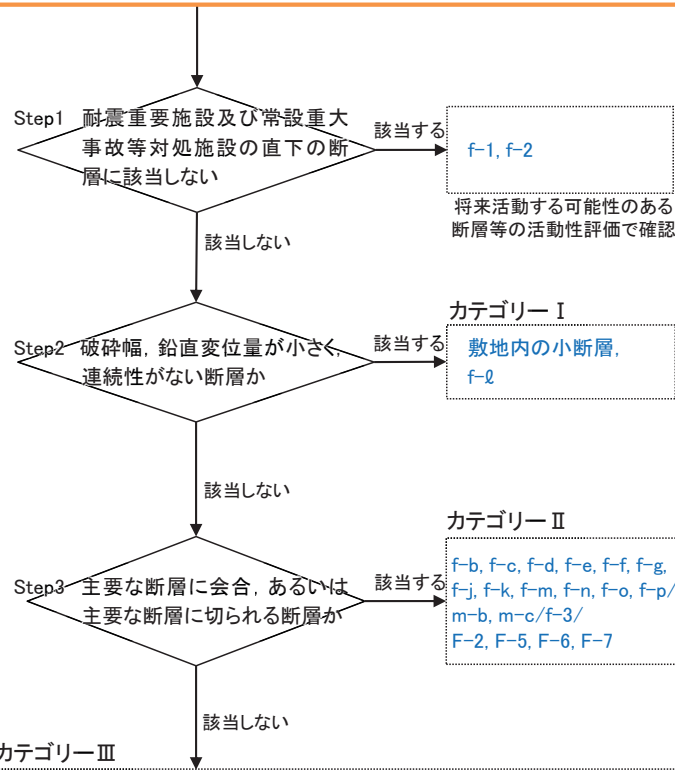 Step1 耐震重要施設及び常設重大
事故等対処施設の直下の断
層に該当しない
該当する
f-1, f-2
将来活動する可能性のある
断層等の活動性評価で確認
該当しない
カテゴリーⅠ
Step2 破砕幅, 鉛直変位量が小さく,
連続性がない断層か
該当する
敷地内の小断層,
f-ℓ
該当しない
カテゴリーⅡ
Step3 主要な断層に会合, あるいは
主要な断層に切られる断層か
該当する
f-b, f-c, f-d, f-e, f-f, f-g,
f-j, f-k, f-m, f-n, f-o, f-p/
m-b, m-c/f-3/
F-2, F-5, F-6, F-7
該当しない
カテゴリーⅢ